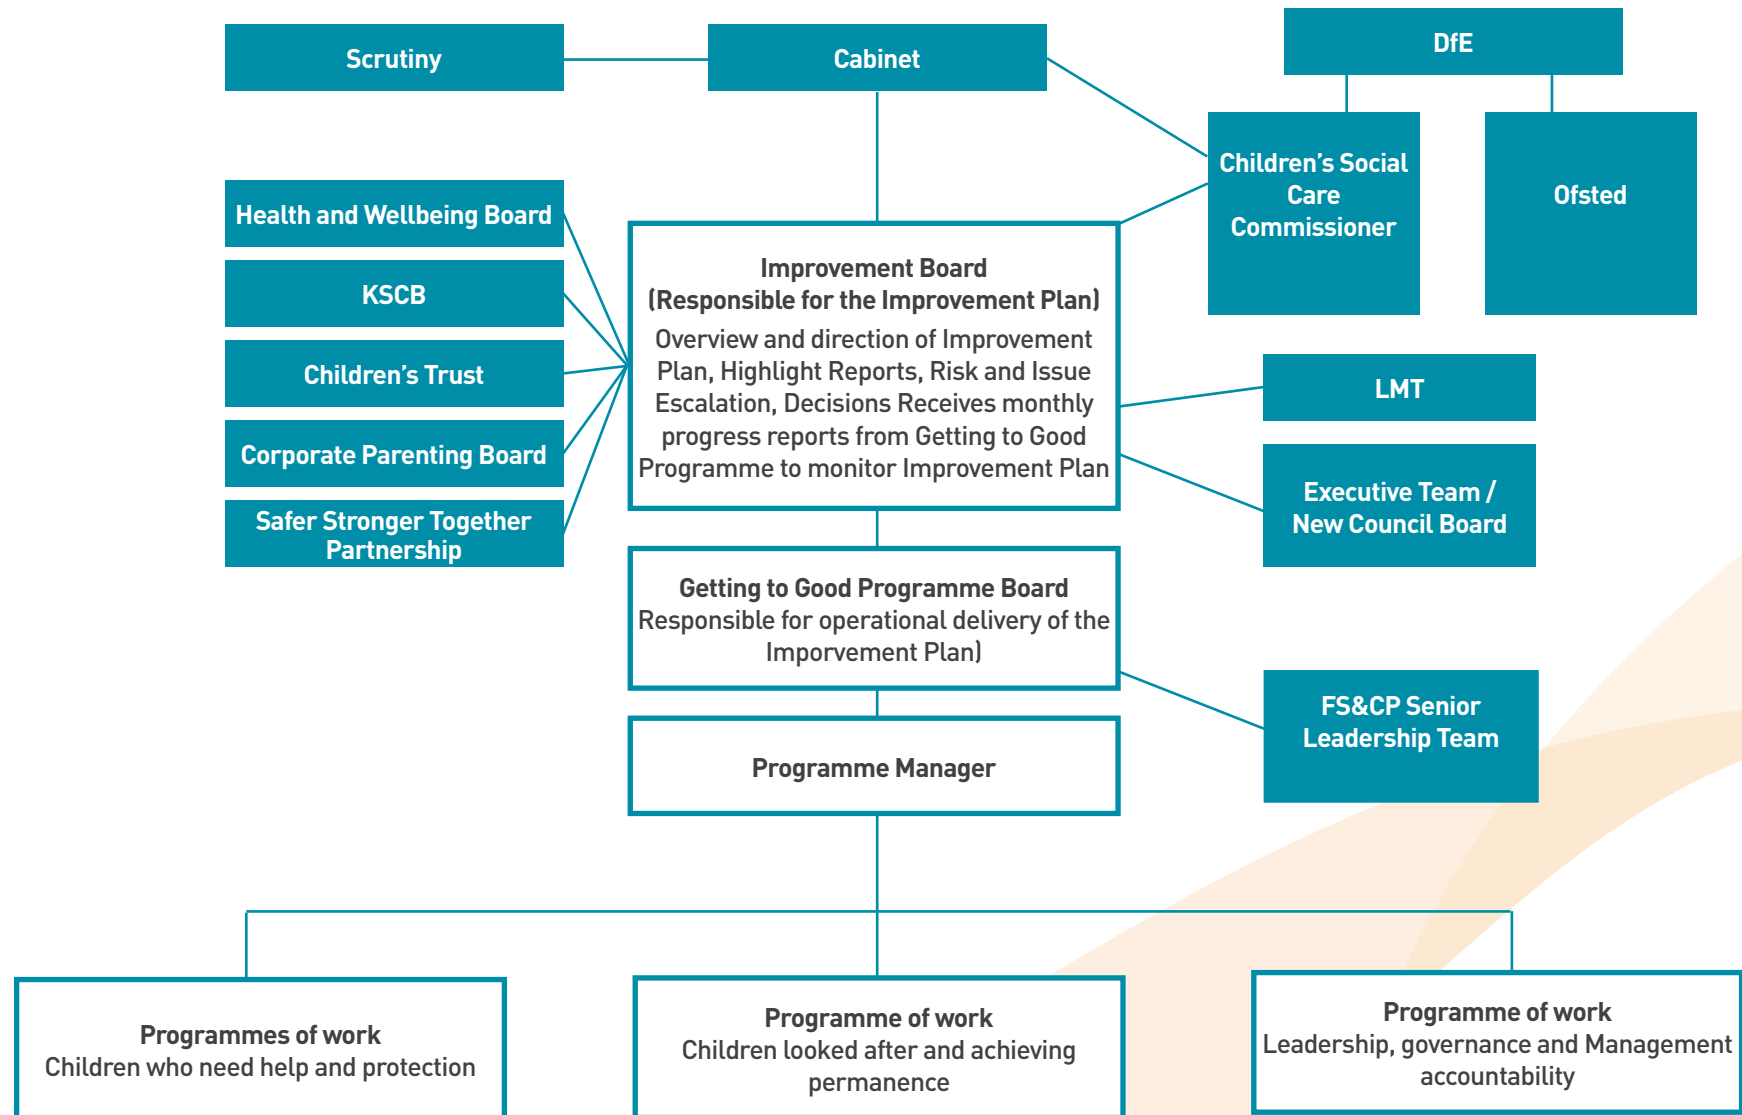 Scrutiny
Cabinet
DfE
Children’s Social
Care
Commissioner
Ofsted
Health and Wellbeing Board
KSCB
Children’s Trust
Corporate Parenting Board
Safer Stronger Together
Partnership
Improvement Board
(Responsible for the Improvement Plan)
Overview and direction of Improvement
Plan, Highlight Reports, Risk and Issue
Escalation, Decisions Receives monthly
progress reports from Getting to Good
Programme to monitor Improvement Plan
LMT
Executive Team /
New Council Board
Getting to Good Programme Board
Responsible for operational delivery of the
Imporvement Plan)
FS&CP Senior
Leadership Team
Programme Manager
Programmes of work
Children who need help and protection
Programme of work
Children looked after and achieving
permanence
Programme of work
Leadership, governance and Management
accountability